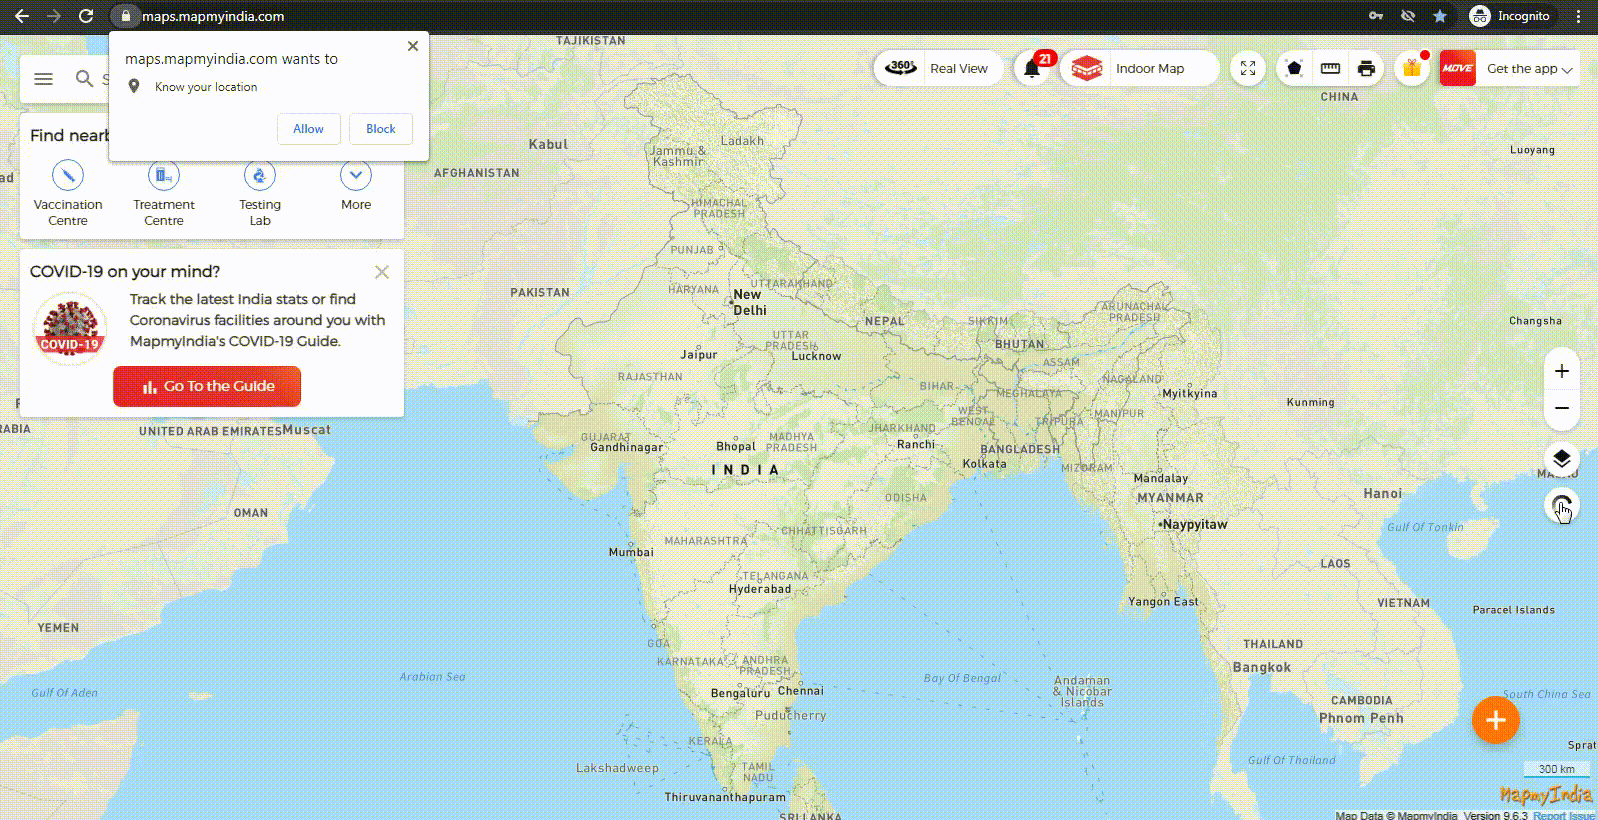 maps.mapmyindia.com
Incognito
maps.mapmyindia.com wants to
Know your location
Allow
Block
S
360°
Real View
21
Indoor Map
MOVE
Get the app
Find nearb
Vaccination
Centre
Treatment
Centre
Testing
Lab
More
COVID-19 on your mind?
Track the latest India stats or find
Coronavirus facilities around you with
MapmyIndia's COVID-19 Guide.
COVID-19
Go To the Guide
TAJIKISTAN
CHINA
Kabul
Ladakh
Jammu &
Kashmir
Luoyang
ad
AFGHANISTAN
HIMACHAL
PRADESH
PUNJAB
PAKISTAN
HARYANA
UTTARAKHAND
New
Delhi
ARUNACHAL
PRADESH
NEPAL
SIKKIM
Changsha
UTTAR
PRADESH
BHUTAN
Jaipur
Lucknow
ASSAM
RAJASTHAN
BIHAR
NAGALAND
MEGHALAYA
Myitkyina
Kunming
WEST
BENGAL
MANIPUR
TRIPURA
RABIA
UNITED ARAB EMIRATES
Muscat
JHARKHAND
GUJARAT
Gandhinagar
Bhopal
MADHYA
PRADESH
Ranchi
BANGLADESH
INDIA
Kolkata
MIZORAM
Mandalay
MYANMAR
Hanoi
ODISHA
OMAN
Naypyitaw
Gulf Of Tonkin
CHHATTISGARH
MAHARASHTRA
Mumbai
LAOS
TELANGANA
Hyderabad
Yangon East
VIETNAM
Paracel Islands
YEMEN
GOA
THAILAND
KARNATAKA
ANDHRA
PRADESH
Bangkok
Arabian Sea
Bay Of Bengal
Andaman
& Nicobar
Islands
Gulf Of Aden
Bengaluru
Chennai
CAMBODIA
South China Sea
Puducherry
Phnom Penh
KERALA
Sprat
Lakshadweep
TAMIL
NADU
Gulf Of Thailand
300 km
Thiruvananthapuram
MapmyIndia
SRI LANKA
Map Data © MapmyIndia, Version 9.6.3 Report Issue